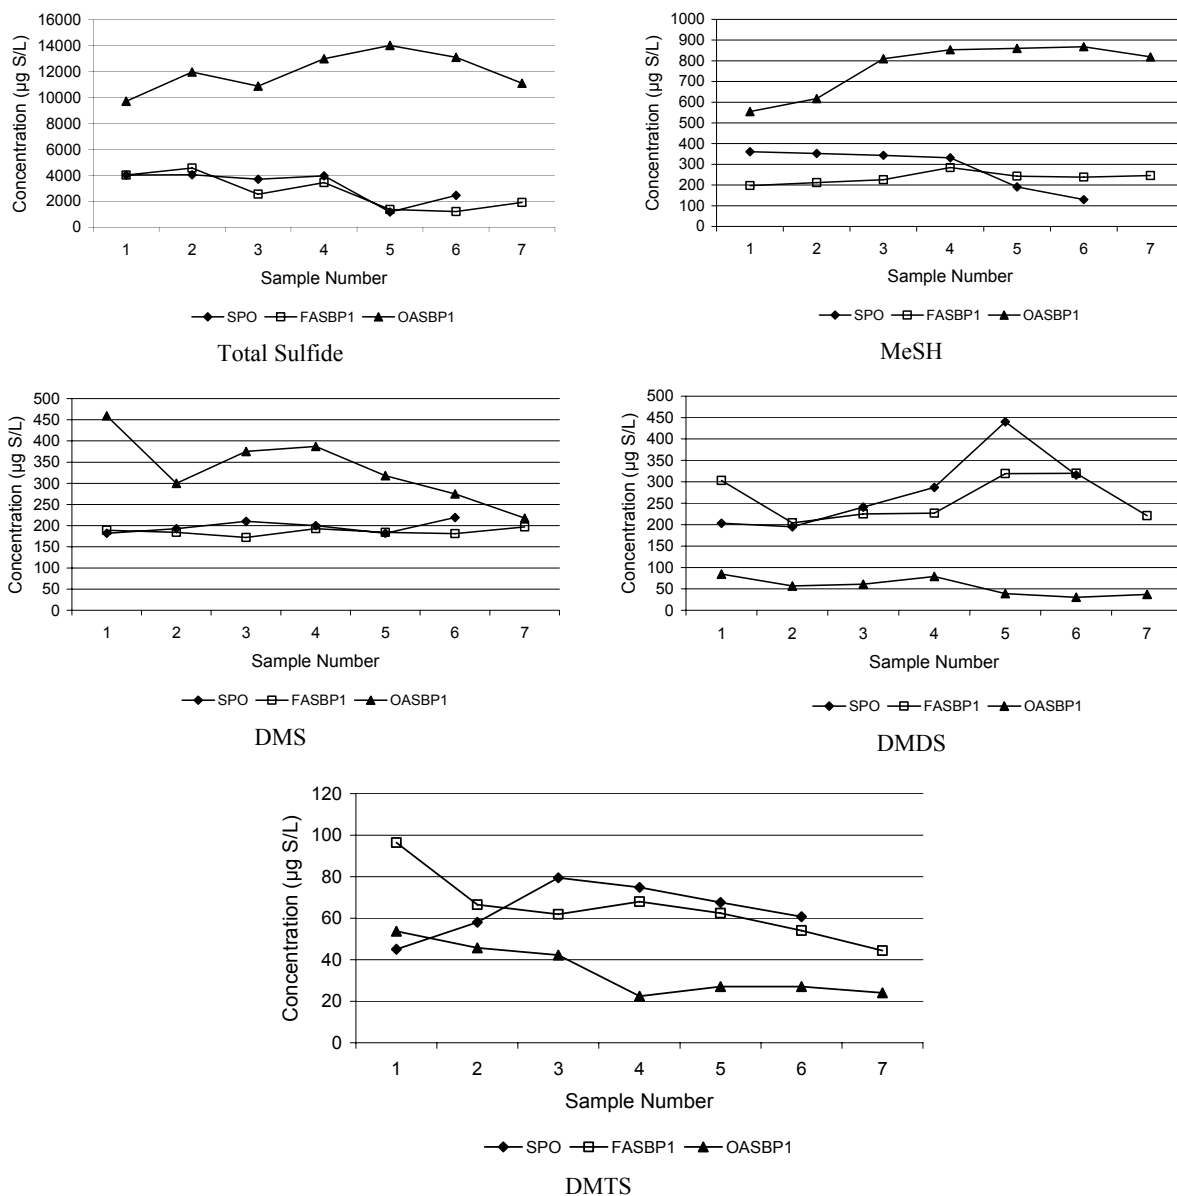 16000
14000
12000
10000
8000
6000
4000
2000
0
Concentration (µg S/L)
1 2 3 4 5 6 7
Sample Number
SPO FASBP1 OASBP1
Total Sulfide
1000
900
800
700
600
500
400
300
200
100
0
Concentration (µg S/L)
1 2 3 4 5 6 7
Sample Number
SPO FASBP1 OASBP1
MeSH
500
450
400
350
300
250
200
150
100
50
0
Concentration (µg S/L)
1 2 3 4 5 6 7
Sample Number
SPO FASBP1 OASBP1
DMS
500
450
400
350
300
250
200
150
100
50
0
Concentration (µg S/L)
1 2 3 4 5 6 7
Sample Number
SPO FASBP1 OASBP1
DMDS
120
100
80
60
40
20
0
Concentration (µg S/L)
1 2 3 4 5 6 7
Sample Number
SPO FASBP1 OASBP1
DMTS